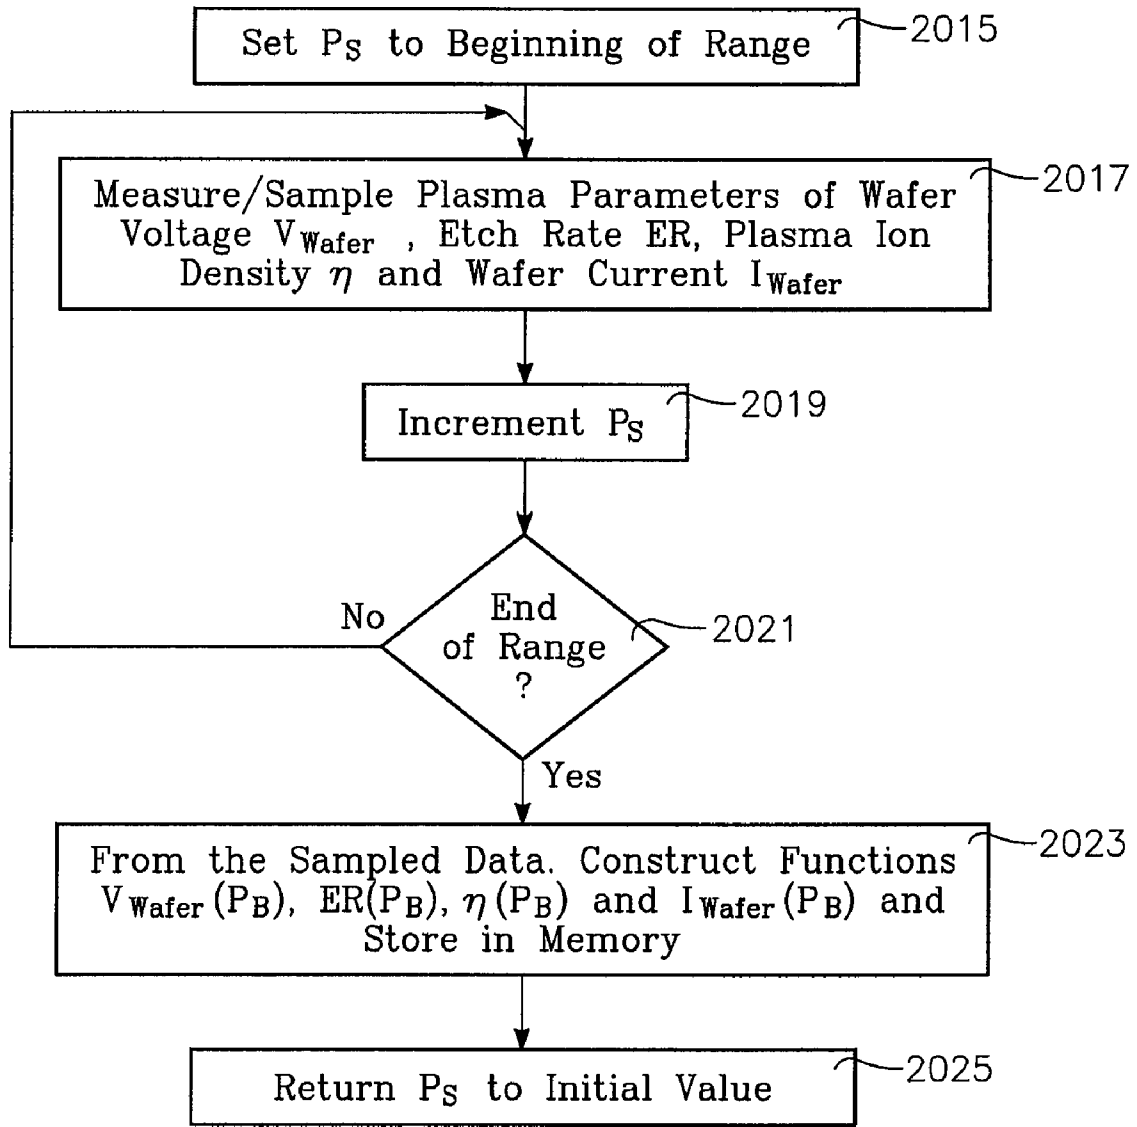 Set PS to Beginning of Range
2015
Measure/Sample Plasma Parameters of Wafer
Voltage VWafer , Etch Rate ER, Plasma Ion
Density η and Wafer Current IWafer
2017
Increment PS
2019
End
of Range
?
2021
No
Yes
From the Sampled Data. Construct Functions
VWafer(PB), ER(PB), η(PB) and IWafer(PB) and
Store in Memory
2023
Return PS to Initial Value
2025